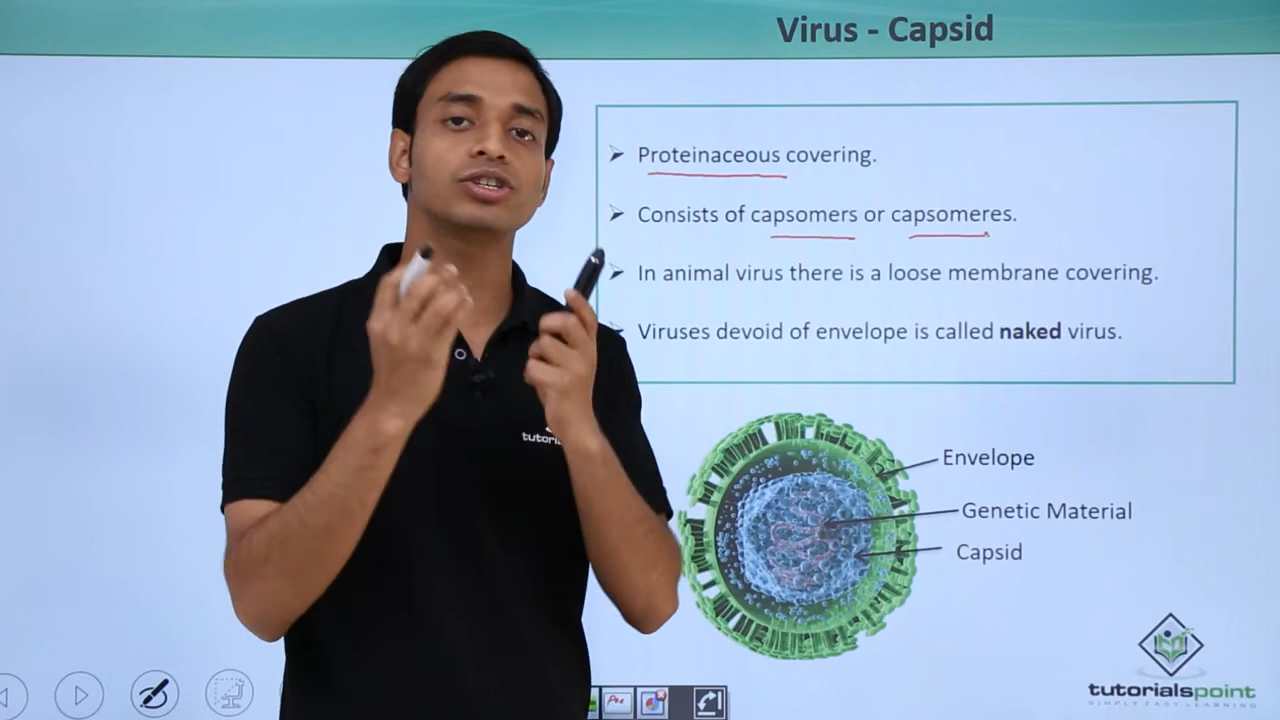 Virus - Capsid
Proteinaceous covering.
Consists of capsomers or capsomeres.
In animal virus there is a loose membrane covering.
Viruses devoid of envelope is called naked virus.
Envelope
Genetic Material
Capsid
tutorialspoint
SIMPLY EASY LEARNING